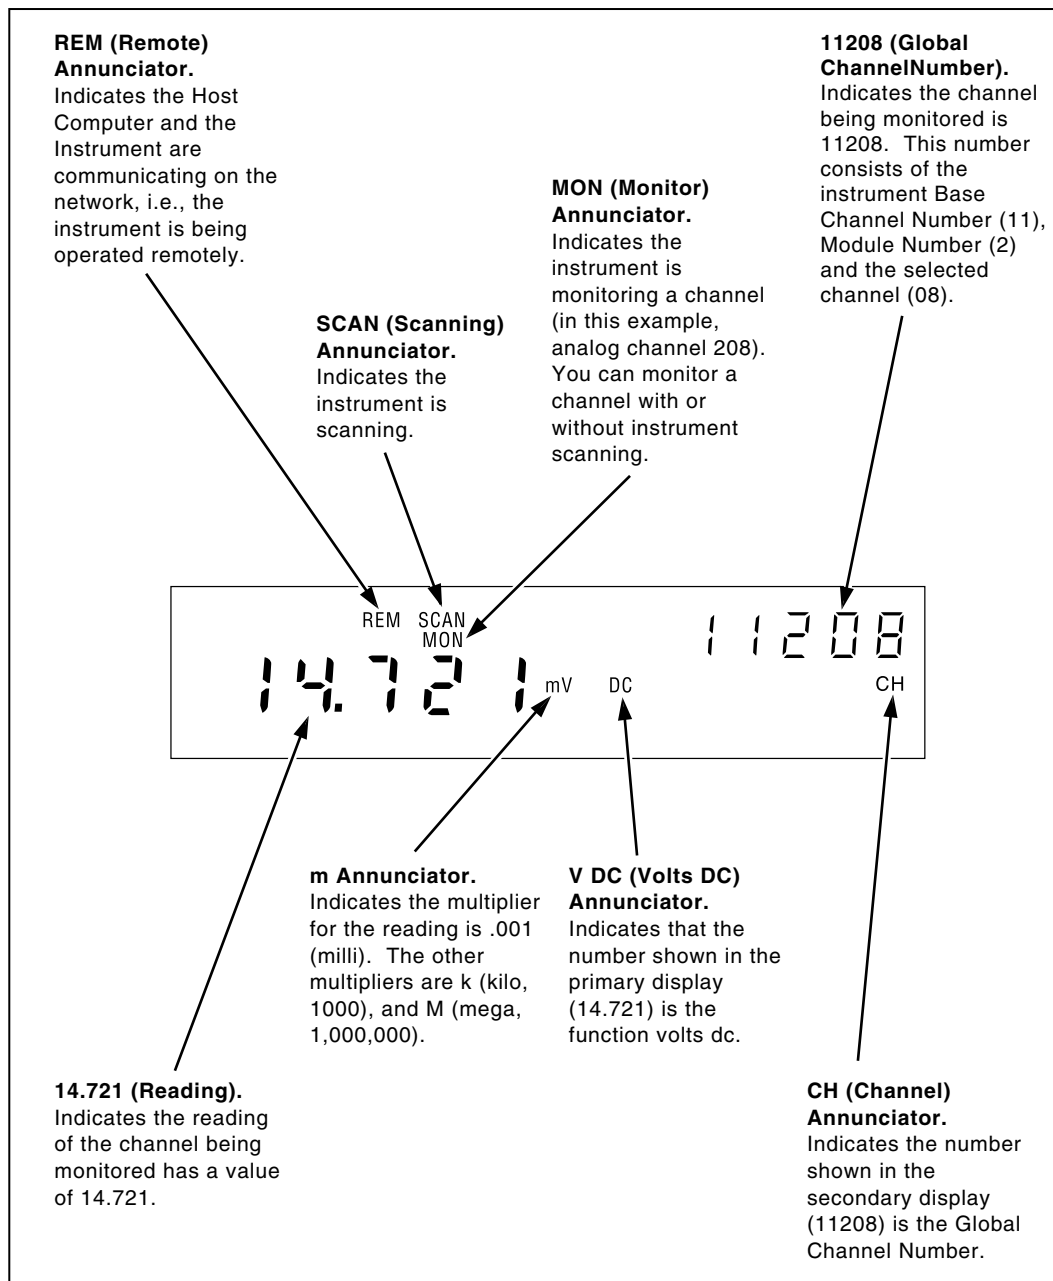 REM (Remote)
Annunciator.
Indicates the Host
Computer and the
Instrument are
communicating on the
network, i.e., the
instrument is being
operated remotely.
SCAN (Scanning)
Annunciator.
Indicates the
instrument is
scanning.
MON (Monitor)
Annunciator.
Indicates the
instrument is
monitoring a channel
(in this example,
analog channel 208).
You can monitor a
channel with or
without instrument
scanning.
11208 (Global
ChannelNumber).
Indicates the channel
being monitored is
11208. This number
consists of the
instrument Base
Channel Number (11),
Module Number (2)
and the selected
channel (08).
REM SCAN
MON
11208
14.721 mV DC
CH
m Annunciator.
Indicates the multiplier
for the reading is .001
(milli). The other
multipliers are k (kilo,
1000), and M (mega,
1,000,000).
V DC (Volts DC)
Annunciator.
Indicates that the
number shown in the
primary display
(14.721) is the
function volts dc.
14.721 (Reading).
Indicates the reading
of the channel being
monitored has a value
of 14.721.
CH (Channel)
Annunciator.
Indicates the number
shown in the
secondary display
(11208) is the Global
Channel Number.